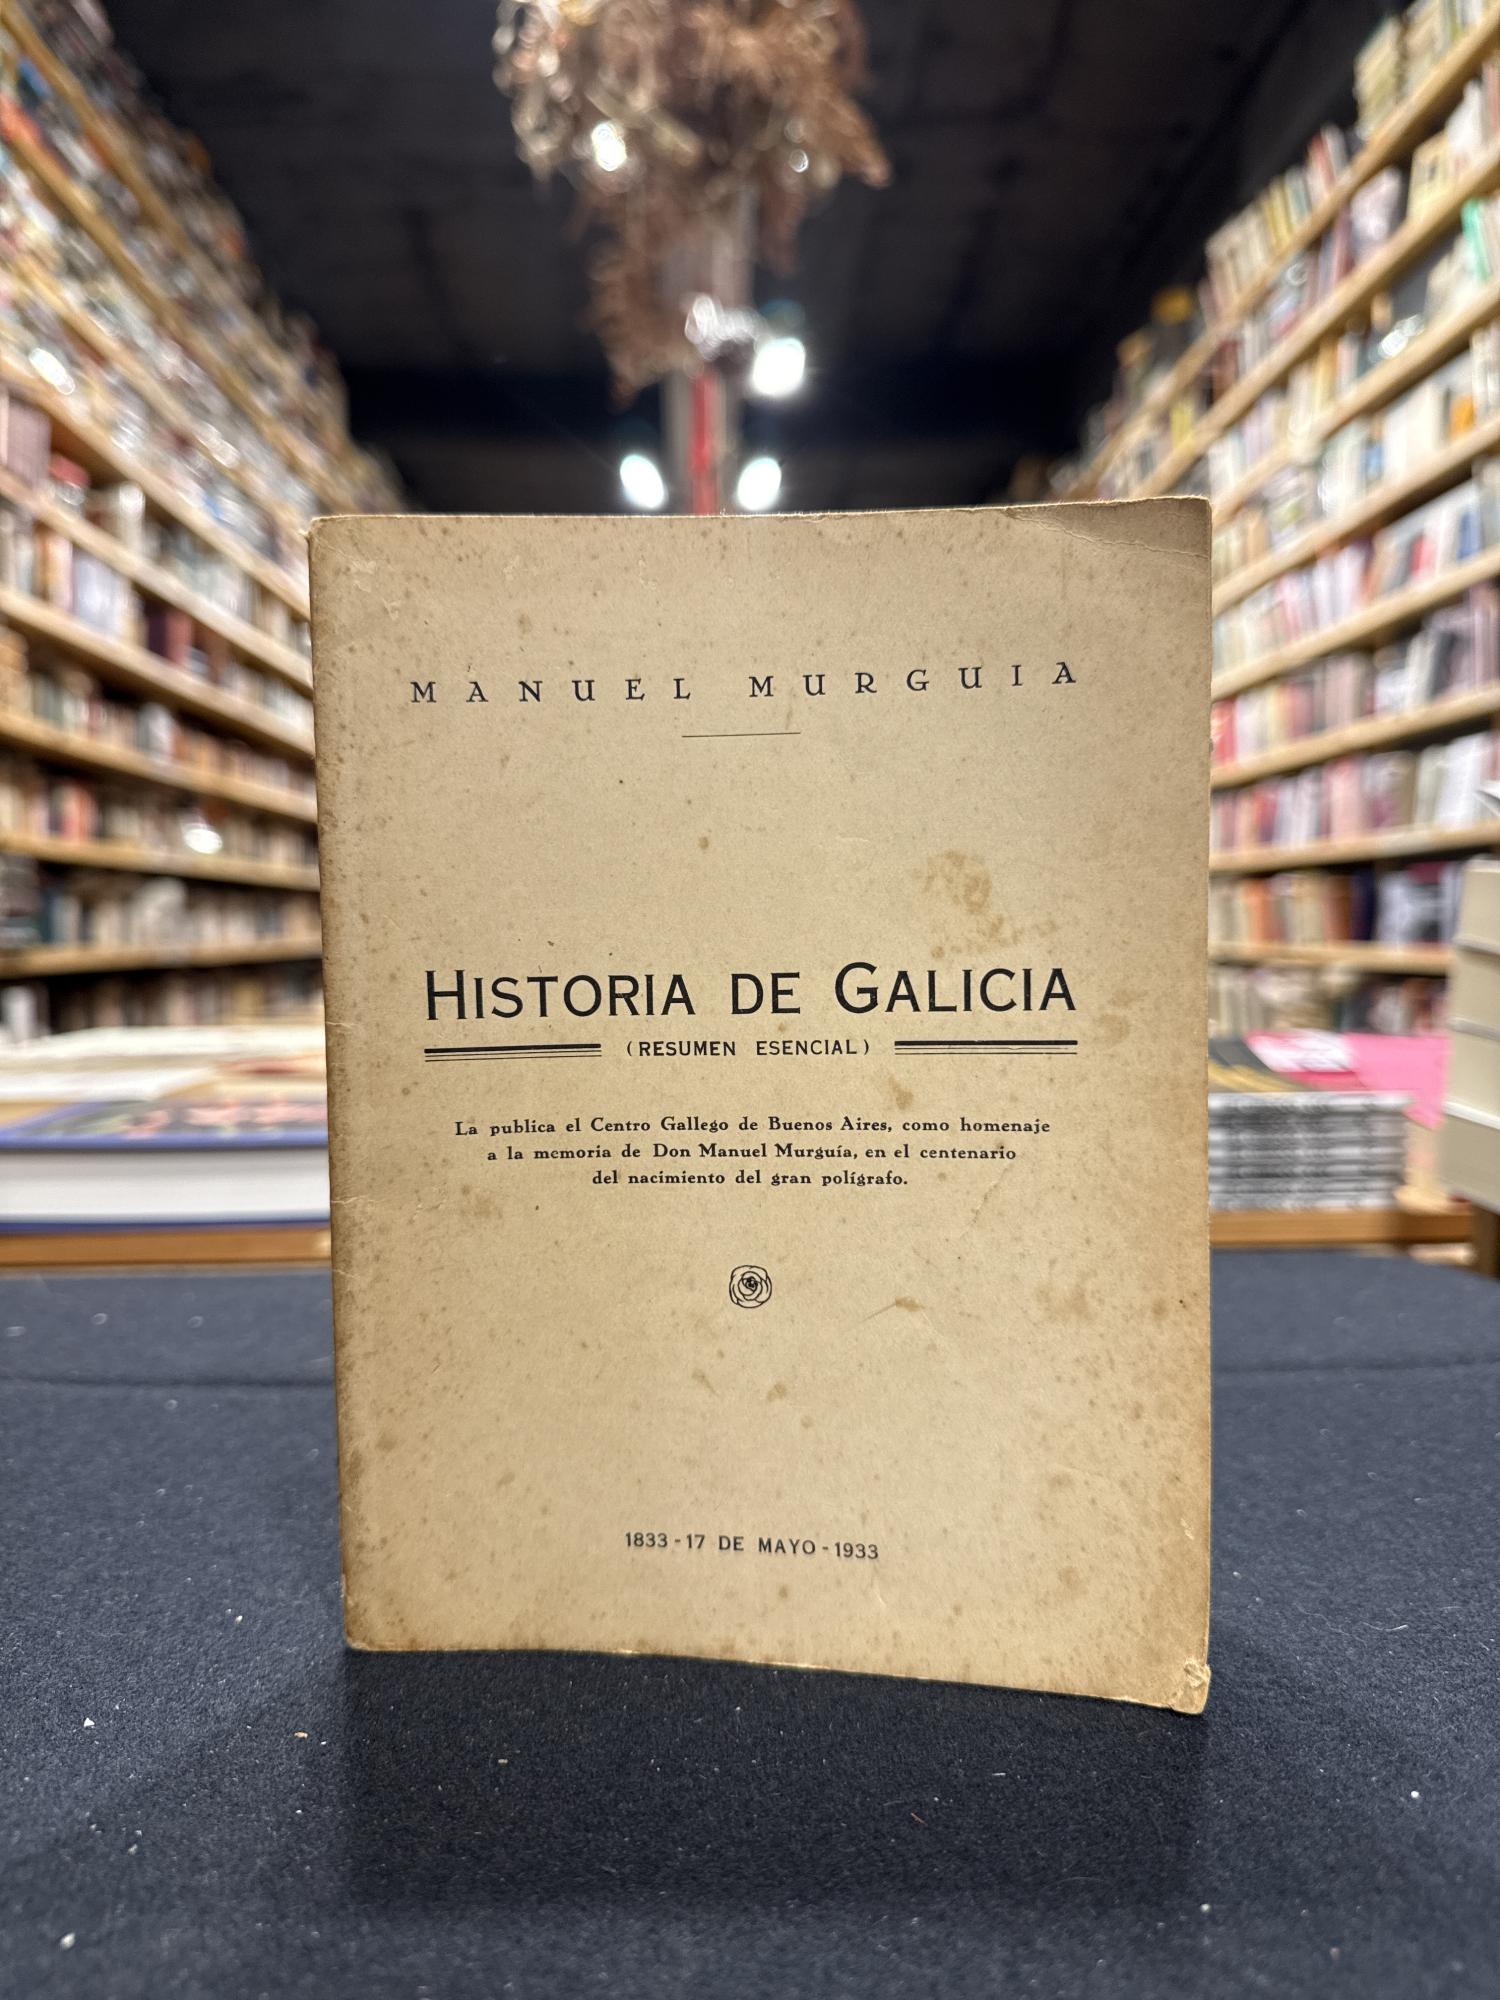 MANUEL MURGUIA
HISTORIA DE GALICIA
(RESUMEN ESENCIAL)
La publica el Centro Gallego de Buenos Aires, como homenaje
a la memoria de Don Manuel Murguía, en el centenario
del nacimiento del gran polígrafo.
1833 - 17 DE MAYO - 1933